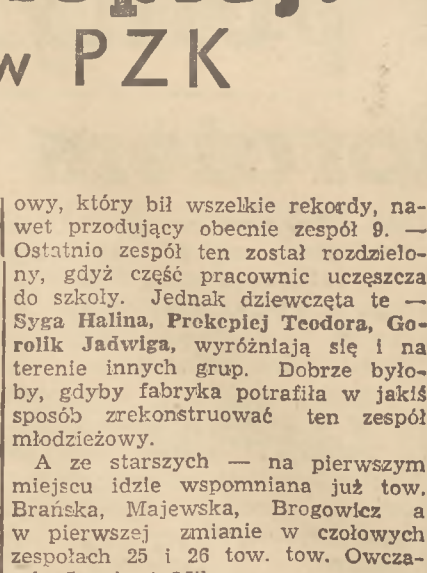 w PZK
owy, który bił wszelkie rekordy, na-
wet przodujący obecnie zespół 9. —
Ostatnio zespół ten został rozdzielo-
ny, gdyż część pracownic uczęszcza
do szkoły. Jednak dziewczęta te —
Syga Halina, Prokopiej Teodora, Go-
rolik Jadwiga, wyróżniają się i na
terenie innych grup. Dobrze było-
by, gdyby fabryka potrafiła w jakiś
sposób zrekonstruować ten zespół
młodzieżowy.
A ze starszych — na pierwszym
miejscu idzie wspomniana już tow.
Brańska, Majewska, Brogowicz a
w pierwszej zmianie w czołowych
zespołach 25 i 26 tow. tow. Owcza-